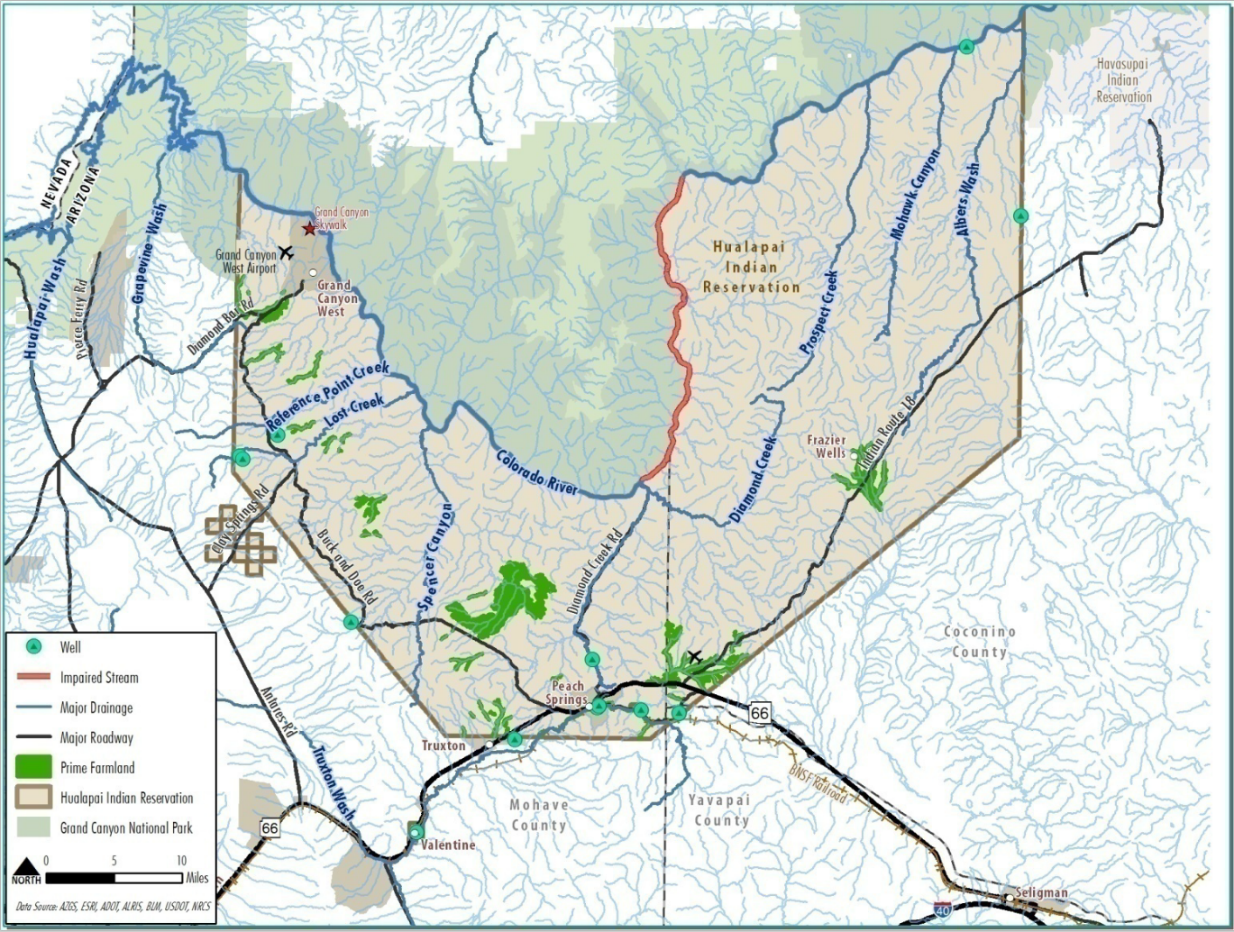 Havasupai
Indian
Reservation
NEVADA
ARIZONA
Grand Canyon
Skywalk
Grand Canyon
West Airport
Grand
Canyon
West
Hualapai
Indian
Reservation
Hualapai Wash
Pierce Ferry Rd
Grapevine Wash
Diamond Bar Rd
Mohawk Canyon
Albers Wash
Prospect Creek
Reference Point Creek
Lost Creek
Colorado River
Diamond Creek
Frazier
Wells
Indian Route 18
Clay Springs Rd
Buck and Doe Rd
Spencer Canyon
Diamond Creek Rd
Coconino
County
Peach
Springs
66
Truxton
BNSF Railroad
Antares Rd
Truxton Wash
Mohave
County
Yavapai
County
66
Valentine
Seligman
40
Well
Impaired Stream
Major Drainage
Major Roadway
Prime Farmland
Hualapai Indian Reservation
Grand Canyon National Park
0 5 10
Miles
NORTH
Data Source: AZGS, ESRI, ADOT, ALRIS, BLM, USDOT, NRCS